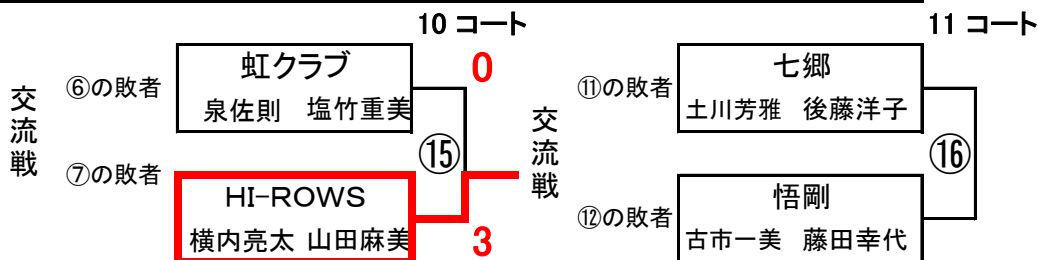 10 コート
交流戦
⑥の敗者
虹クラブ
泉佐則 塩竹重美
0
⑮
⑦の敗者
HI-ROWS
横内亮太 山田麻美
3
11 コート
交流戦
⑪の敗者
七郷
土川芳雅 後藤洋子
⑯
⑫の敗者
悟剛
古市一美 藤田幸代